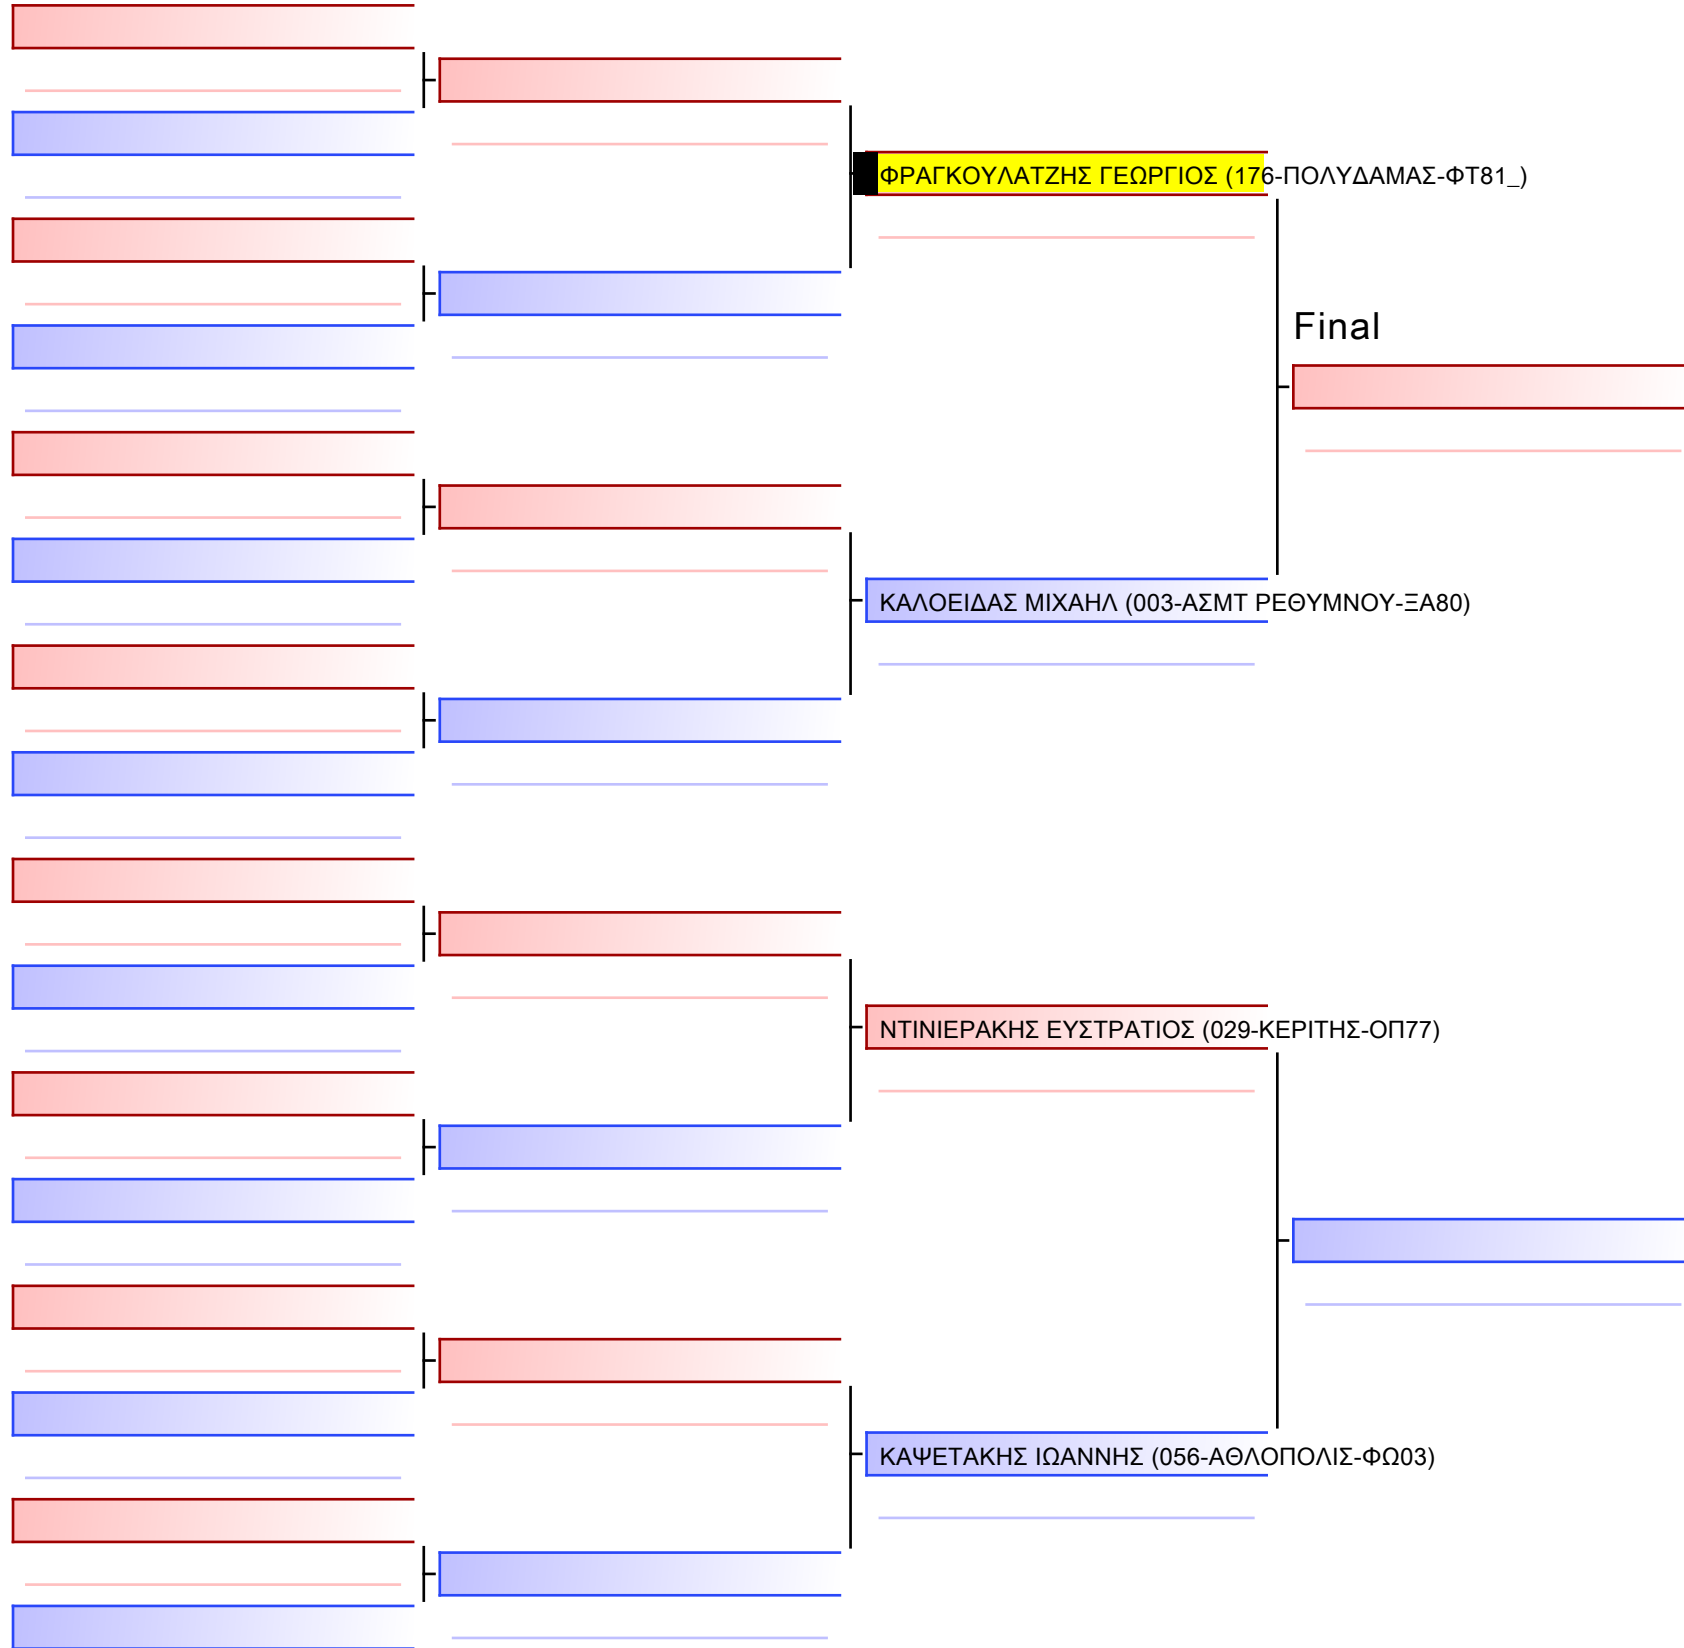 ΦΡΑΓΚΟΥΛΑΤΖΗΣ ΓΕΩΡΓΙΟΣ (176-ΠΟΛΥΔΑΜΑΣ-ΦΤ81_)
Final
ΚΑΛΟΕΙΔΑΣ ΜΙΧΑΗΛ (003-ΑΣΜΤ ΡΕΘΥΜΝΟΥ-ΞΑ80)
ΝΤΙΝΙΕΡΑΚΗΣ ΕΥΣΤΡΑΤΙΟΣ (029-ΚΕΡΙΤΗΣ-ΟΠ77)
ΚΑΨΕΤΑΚΗΣ ΙΩΑΝΝΗΣ (056-ΑΘΛΟΠΟΛΙΣ-ΦΩ03)